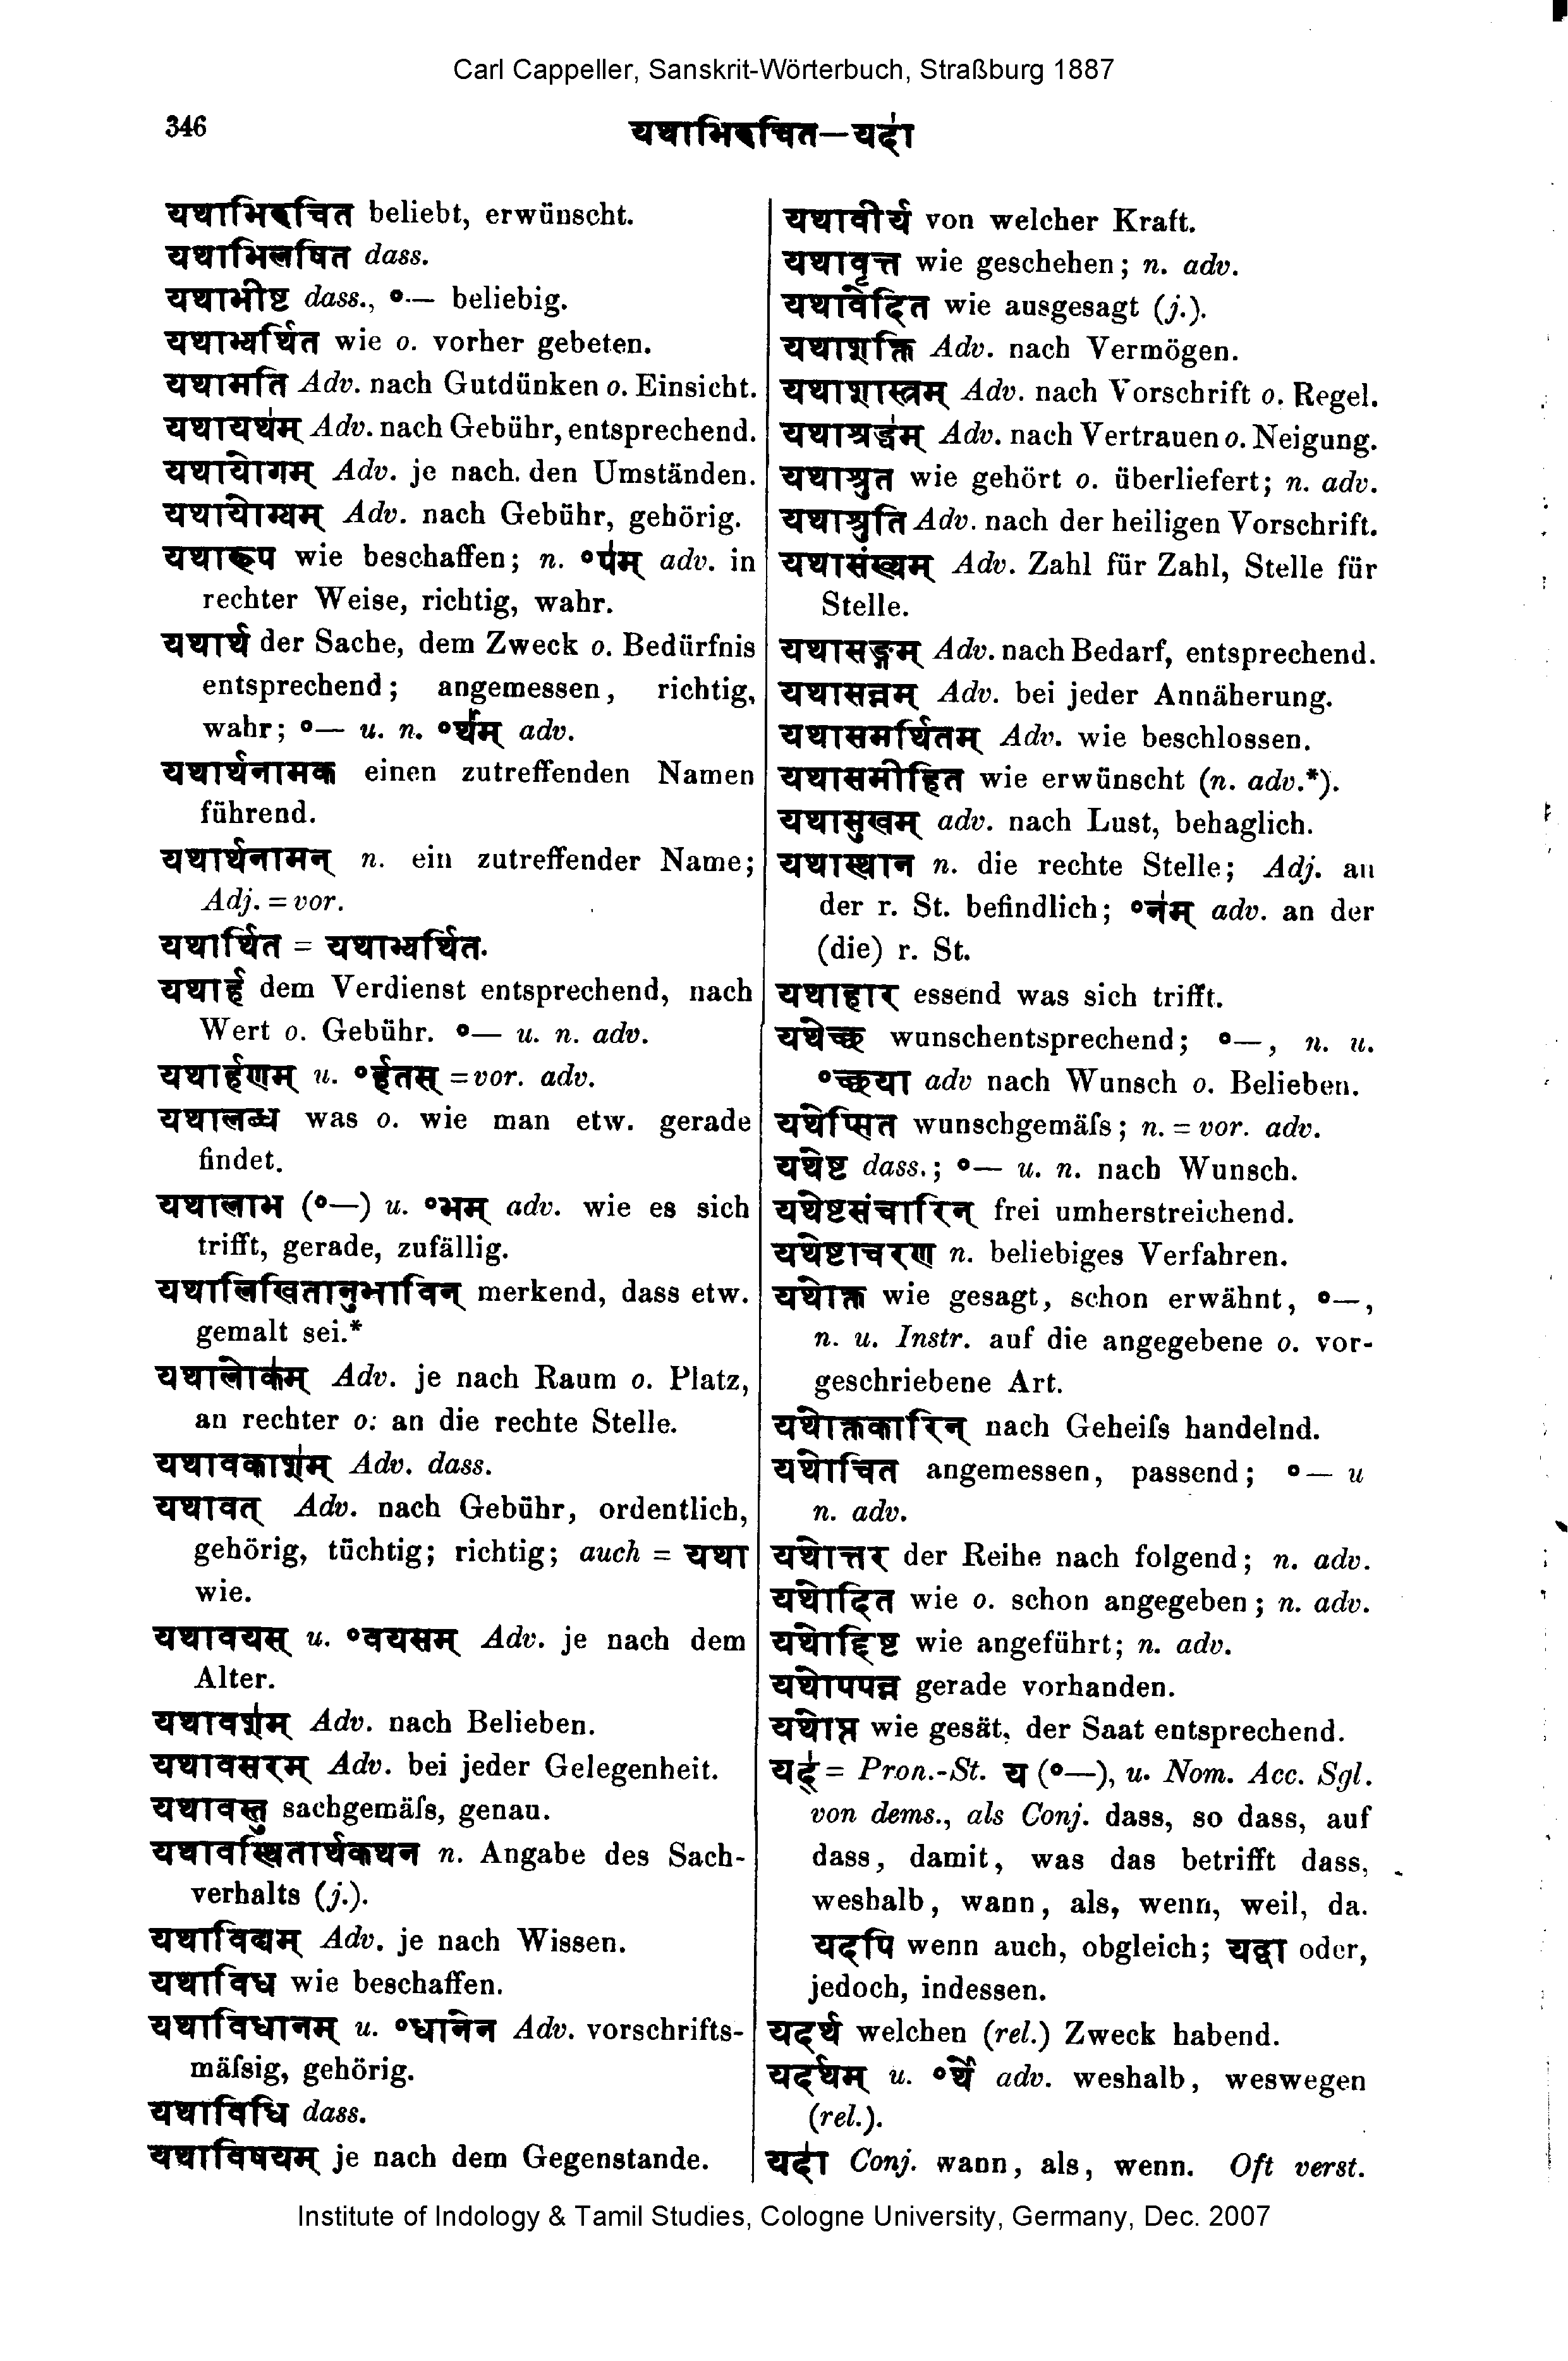 Carl Cappeller, Sanskrit-Wörterbuch, Straßburg 1887
346
यथाभिरुचित—यदा॑
यथाभिरुचित beliebt, erwünscht.
यथाभिलषित dass.
यथाभीष्ट dass., °— beliebig.
यथाभ्यर्थित wie o. vorher gebeten.
यथामति Adv. nach Gutdünken o. Einsicht.
यथायथ॑म् Adv. nach Gebühr, entsprechend.
यथायोगम् Adv. je nach. den Umständen.
यथायोग्यम् Adv. nach Gebühr, gehörig.
यथारूप wie beschaffen; n. °प॑म् adv. in
rechter Weise, richtig, wahr.
यथार्थ der Sache, dem Zweck o. Bedürfnis
entsprechend; angemessen, richtig,
wahr; °— u. n. °र्थ॑म् adv.
यथार्थनामक einen zutreffenden Namen
führend.
यथार्थनामन् n. ein zutreffender Name;
Adj. = vor.
यथार्थित = यथाभ्यर्थित.
यथार्ह dem Verdienst entsprechend, nach
Wert o. Gebühr. °— u. n. adv.
यथार्हणम् u. °र्हतस् = vor. adv.
यथालब्ध was o. wie man etw. gerade
findet.
यथालाभ (°—) u. °भम् adv. wie es sich
trifft, gerade, zufällig.
यथालिखितानुभाविन् merkend, dass etw.
gemalt sei.*
यथालोक॑म् Adv. je nach Raum o. Platz,
an rechter o: an die rechte Stelle.
यथावकाश॑म् Adv. dass.
यथावत् Adv. nach Gebühr, ordentlich,
gehörig, tüchtig; richtig; auch = यथा
wie.
यथावयस् u. °वयसम् Adv. je nach dem
Alter.
यथावश॑म् Adv. nach Belieben.
यथावसरम् Adv. bei jeder Gelegenheit.
यथावस्तु sachgemäſs, genau.
यथावस्थितार्थकथन n. Angabe des Sach-
verhalts (j.).
यथाविद्यम् Adv. je nach Wissen.
यथाविध wie beschaffen.
यथाविधानम् u. °धानेन Adv. vorschrifts-
mäſsig, gehörig.
यथाविधि dass.
यथाविषयम् je nach dem Gegenstande.
यथावीर्य von welcher Kraft.
यथावृत्त wie geschehen; n. adv.
यथावेदित wie ausgesagt (j.).
यथाशक्ति Adv. nach Vermögen.
यथाशास्त्रम् Adv. nach Vorschrift o. Regel.
यथाश्रद्ध॑म् Adv. nach Vertrauen o. Neigung.
यथाश्रुत wie gehört o. überliefert; n. adv.
यथाश्रुति Adv. nach der heiligen Vorschrift.
यथासंख्यम् Adv. Zahl für Zahl, Stelle für
Stelle.
यथासङ्गम् Adv. nach Bedarf, entsprechend.
यथासन्नम् Adv. bei jeder Annäherung.
यथासमर्थितम् Adv. wie beschlossen.
यथासमीहित wie erwünscht (n. adv.*).
यथासुखम् adv. nach Lust, behaglich.
यथास्थान n. die rechte Stelle; Adj. an
der r. St. befindlich; °न॑म् adv. an der
(die) r. St.
यथाहार essend was sich trifft.
यथेच्छ wunschentsprechend; °—, n. u.
°च्छया adv nach Wunsch o. Belieben.
यथेप्सित wunschgemäſs; n. = vor. adv.
यथेष्ट dass.; °— u. n. nach Wunsch.
यथेष्टसंचारिन् frei umherstreichend.
यथेष्टाचरण n. beliebiges Verfahren.
यथोक्त wie gesagt, schon erwähnt, °—,
n. u. Instr. auf die angegebene o. vor-
geschriebene Art.
यथोक्तकारिन् nach Geheiſs handelnd.
यथोचित angemessen, passend; °— u
n. adv.
यथोत्तर der Reihe nach folgend; n. adv.
यथोदित wie o. schon angegeben; n. adv.
यथोद्दिष्ट wie angeführt; n. adv.
यथोपपन्न gerade vorhanden.
यथोप्त wie gesät, der Saat entsprechend.
यद्॑ = Pron.-St. य (°—), u. Nom. Acc. Sgl.
von dems., als Conj. dass, so dass, auf
dass, damit, was das betrifft dass,
weshalb, wann, als, wenn, weil, da.
यदपि wenn auch, obgleich; यद्वा oder,
jedoch, indessen.
यदर्थ welchen (rel.) Zweck habend.
यदर्थम् u. °र्थे adv. weshalb, weswegen
(rel.).
यदा॑ Conj. wann, als, wenn. Oft verst.
Institute of Indology & Tamil Studies, Cologne University, Germany, Dec. 2007